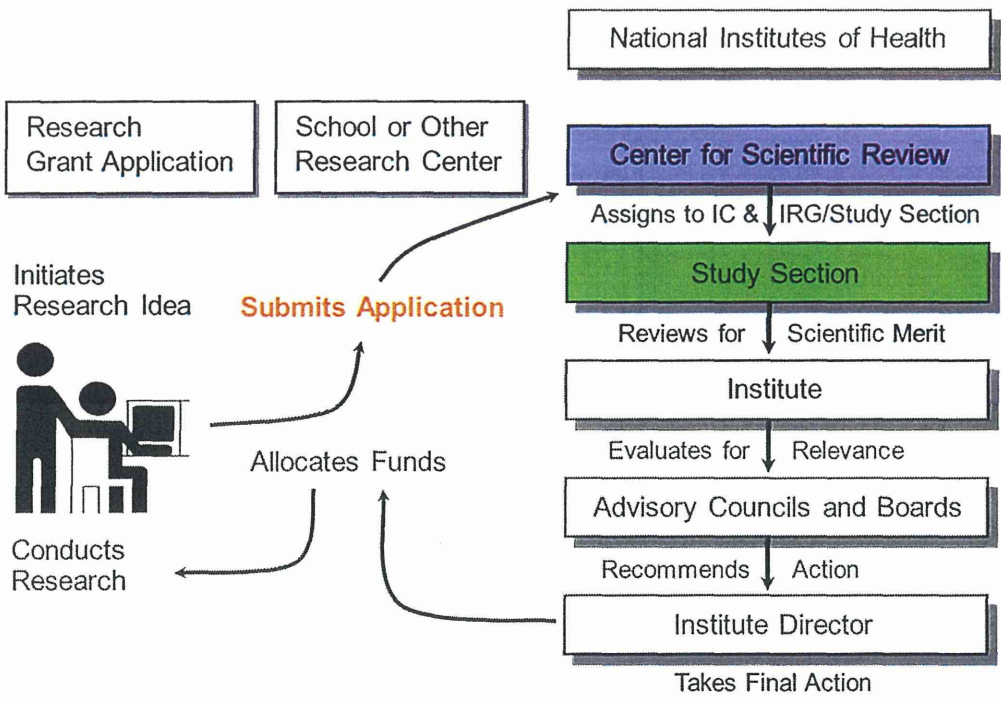 National Institutes of Health
Research
Grant Application
School or Other
Research Center
Center for Scientific Review
Assigns to IC & IRG/Study Section
Initiates
Research Idea
Submits Application
Study Section
Reviews for Scientific Merit
Institute
Evaluates for Relevance
Allocates Funds
Advisory Councils and Boards
Conducts
Research
Recommends Action
Institute Director
Takes Final Action